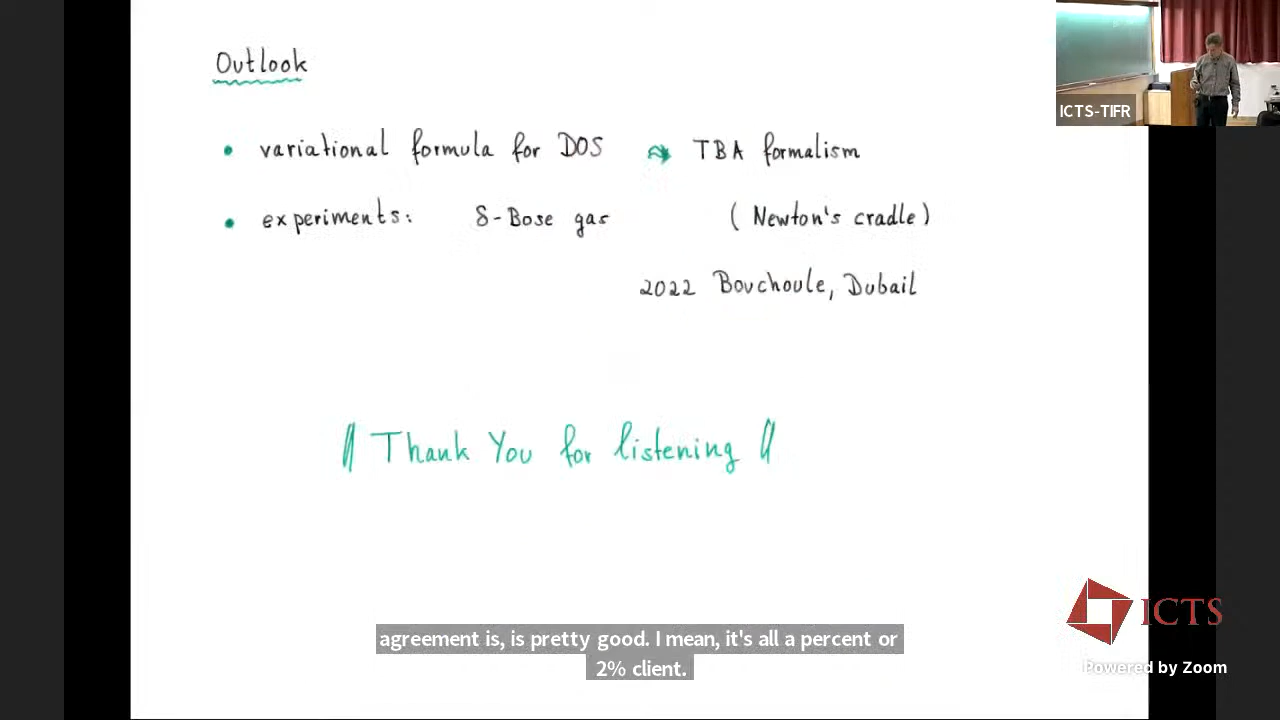 Outlook
• variational formula for DOS ⇝ TBA formalism
• experiments: δ-Bose gas (Newton's cradle)
2022 Bouchoule, Dubail
Thank You for listening
agreement is, is pretty good. I mean, it's all a percent or
2% client.
ICTS-TIFR
ICTS
Powered by Zoom